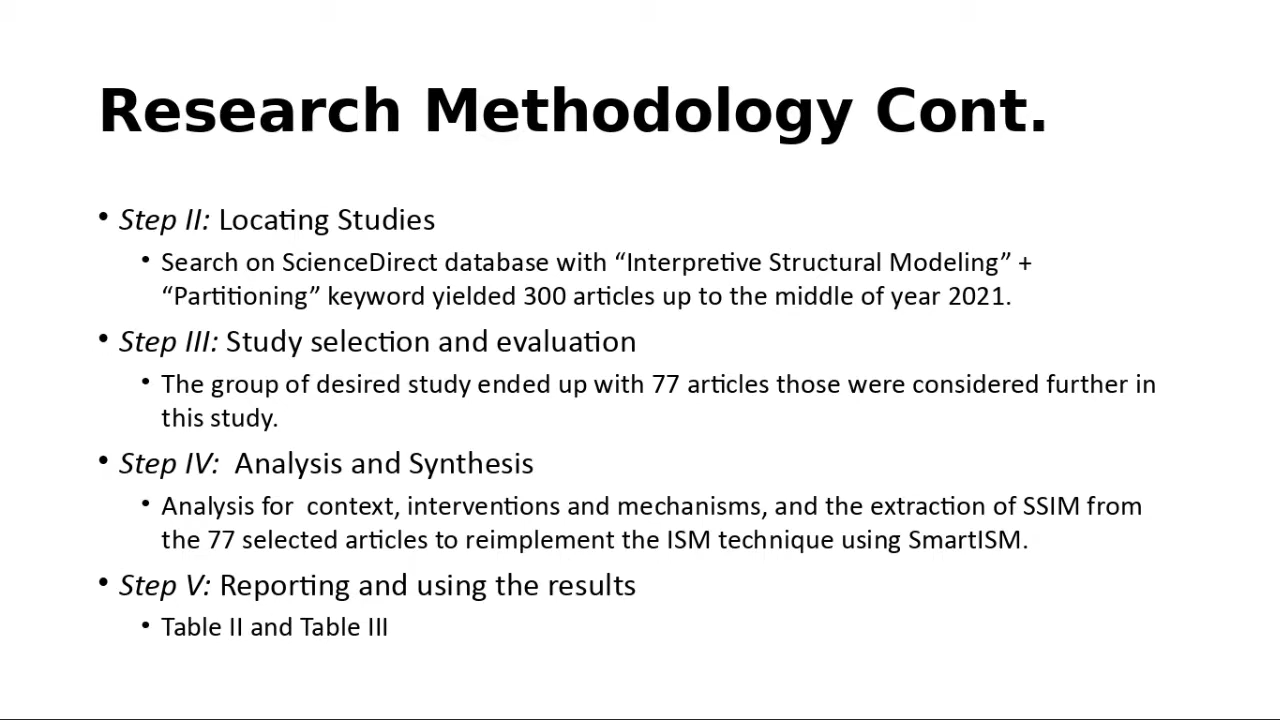 Research Methodology Cont.
• Step II: Locating Studies
• Search on ScienceDirect database with “Interpretive Structural Modeling” +
“Partitioning” keyword yielded 300 articles up to the middle of year 2021.
• Step III: Study selection and evaluation
• The group of desired study ended up with 77 articles those were considered further in
this study.
• Step IV:  Analysis and Synthesis
• Analysis for  context, interventions and mechanisms, and the extraction of SSIM from
the 77 selected articles to reimplement the ISM technique using SmartISM.
• Step V: Reporting and using the results
• Table II and Table III